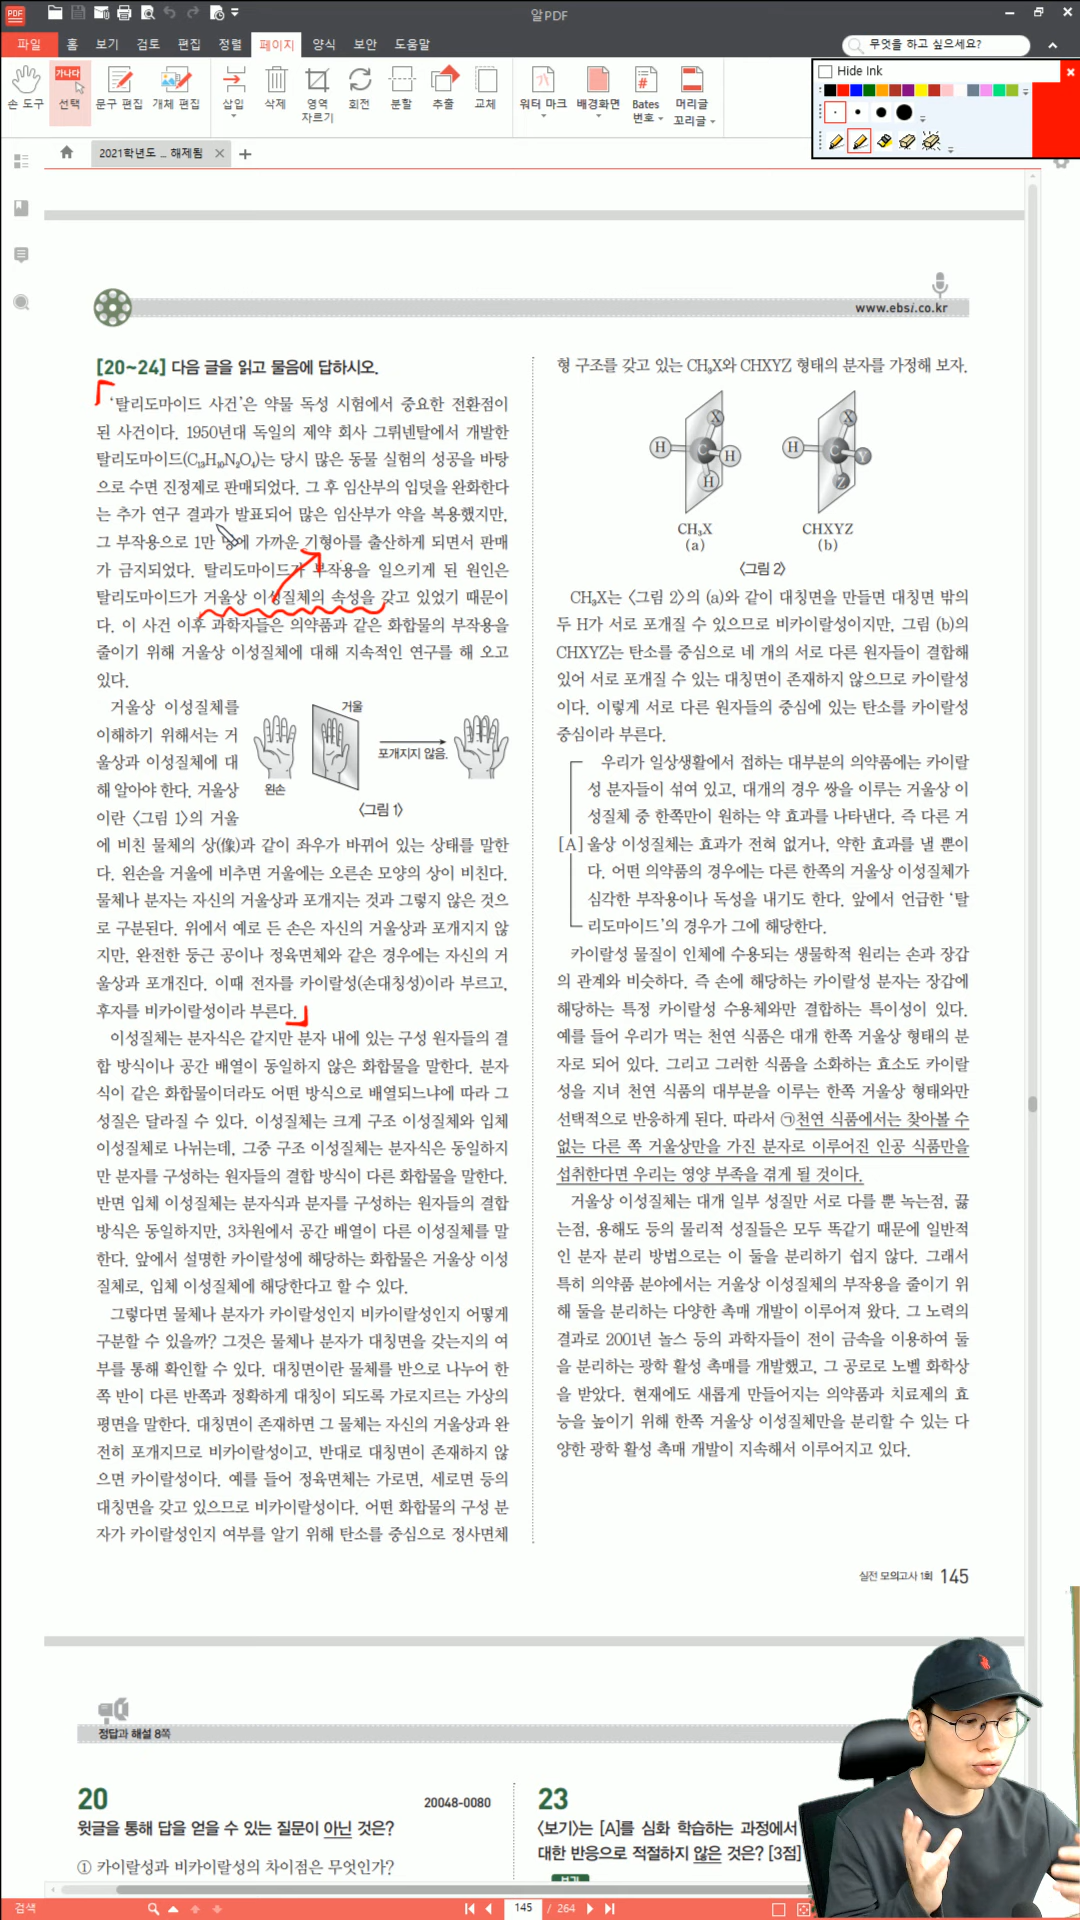 알PDF
파일 홈 보기 검토 편집 정렬 페이지 양식 보안 도움말
무엇을 하고 싶으세요?
손 도구
가나다
선택
문구 편집
개체 편집
삽입
삭제
영역
자르기
회전
분할
추출
교체
워터 마크
배경화면
Bates
번호
머리글
꼬리글
Hide Ink
2021학년도 ... 해제됨
www.ebsi.co.kr
[20~24] 다음 글을 읽고 물음에 답하시오.
'탈리도마이드 사건'은 약물 독성 시험에서 중요한 전환점이
된 사건이다. 1950년대 독일의 제약 회사 그뤼넨탈에서 개발한
탈리도마이드(C₁₃H₁₀N₂O₄)는 당시 많은 동물 실험의 성공을 바탕
으로 수면 진정제로 판매되었다. 그 후 임산부의 입덧을 완화한다
는 추가 연구 결과가 발표되어 많은 임산부가 약을 복용했지만,
그 부작용으로 1만 명에 가까운 기형아를 출산하게 되면서 판매
가 금지되었다. 탈리도마이드가 부작용을 일으키게 된 원인은
탈리도마이드가 거울상 이성질체의 속성을 갖고 있었기 때문이
다. 이 사건 이후 과학자들은 의약품과 같은 화합물의 부작용을
줄이기 위해 거울상 이성질체에 대해 지속적인 연구를 해 오고
있다.
거울상 이성질체를
이해하기 위해서는 거
울상과 이성질체에 대
해 알아야 한다. 거울상
이란 〈그림 1〉의 거울
거울
포개지지 않음.
왼손
〈그림 1〉
에 비친 물체의 상(像)과 같이 좌우가 바뀌어 있는 상태를 말한
다. 왼손을 거울에 비추면 거울에는 오른손 모양의 상이 비친다.
물체나 분자는 자신의 거울상과 포개지는 것과 그렇지 않은 것으
로 구분된다. 위에서 예로 든 손은 자신의 거울상과 포개지지 않
지만, 완전한 둥근 공이나 정육면체와 같은 경우에는 자신의 거
울상과 포개진다. 이때 전자를 카이랄성(손대칭성)이라 부르고,
후자를 비카이랄성이라 부른다.
이성질체는 분자식은 같지만 분자 내에 있는 구성 원자들의 결
합 방식이나 공간 배열이 동일하지 않은 화합물을 말한다. 분자
식이 같은 화합물이더라도 어떤 방식으로 배열되느냐에 따라 그
성질은 달라질 수 있다. 이성질체는 크게 구조 이성질체와 입체
이성질체로 나뉘는데, 그중 구조 이성질체는 분자식은 동일하지
만 분자를 구성하는 원자들의 결합 방식이 다른 화합물을 말한다.
반면 입체 이성질체는 분자식과 분자를 구성하는 원자들의 결합
방식은 동일하지만, 3차원에서 공간 배열이 다른 이성질체를 말
한다. 앞에서 설명한 카이랄성에 해당하는 화합물은 거울상 이성
질체로, 입체 이성질체에 해당한다고 할 수 있다.
그렇다면 물체나 분자가 카이랄성인지 비카이랄성인지 어떻게
구분할 수 있을까? 그것은 물체나 분자가 대칭면을 갖는지의 여
부를 통해 확인할 수 있다. 대칭면이란 물체를 반으로 나누어 한
쪽 반이 다른 반쪽과 정확하게 대칭이 되도록 가로지르는 가상의
평면을 말한다. 대칭면이 존재하면 그 물체는 자신의 거울상과 완
전히 포개지므로 비카이랄성이고, 반대로 대칭면이 존재하지 않
으면 카이랄성이다. 예를 들어 정육면체는 가로면, 세로면 등의
대칭면을 갖고 있으므로 비카이랄성이다. 어떤 화합물의 구성 분
자가 카이랄성인지 여부를 알기 위해 탄소를 중심으로 정사면체
형 구조를 갖고 있는 CH₃X와 CHXYZ 형태의 분자를 가정해 보자.
X
H C H
H
X
H C Y
Z
CH₃X CHXYZ
(a) (b)
〈그림 2〉
CH₃X는 〈그림 2〉의 (a)와 같이 대칭면을 만들면 대칭면 밖의
두 H가 서로 포개질 수 있으므로 비카이랄성이지만, 그림 (b)의
CHXYZ는 탄소를 중심으로 네 개의 서로 다른 원자들이 결합해
있어 서로 포개질 수 있는 대칭면이 존재하지 않으므로 카이랄성
이다. 이렇게 서로 다른 원자들의 중심에 있는 탄소를 카이랄성
중심이라 부른다.
우리가 일상생활에서 접하는 대부분의 의약품에는 카이랄
성 분자들이 섞여 있고, 대개의 경우 쌍을 이루는 거울상 이
성질체 중 한쪽만이 원하는 약 효과를 나타낸다. 즉 다른 거
[A] 울상 이성질체는 효과가 전혀 없거나, 약한 효과를 낼 뿐이
다. 어떤 의약품의 경우에는 다른 한쪽의 거울상 이성질체가
심각한 부작용이나 독성을 내기도 한다. 앞에서 언급한 '탈
리도마이드'의 경우가 그에 해당한다.
카이랄성 물질이 인체에 수용되는 생물학적 원리는 손과 장갑
의 관계와 비슷하다. 즉 손에 해당하는 카이랄성 분자는 장갑에
해당하는 특정 카이랄성 수용체와만 결합하는 특이성이 있다.
예를 들어 우리가 먹는 천연 식품은 대개 한쪽 거울상 형태의 분
자로 되어 있다. 그리고 그러한 식품을 소화하는 효소도 카이랄
성을 지녀 천연 식품의 대부분을 이루는 한쪽 거울상 형태와만
선택적으로 반응하게 된다. 따라서 ㉠천연 식품에서는 찾아볼 수
없는 다른 쪽 거울상만을 가진 분자로 이루어진 인공 식품만을
섭취한다면 우리는 영양 부족을 겪게 될 것이다.
거울상 이성질체는 대개 일부 성질만 서로 다를 뿐 녹는점, 끓
는점, 용해도 등의 물리적 성질들은 모두 똑같기 때문에 일반적
인 분자 분리 방법으로는 이 둘을 분리하기 쉽지 않다. 그래서
특히 의약품 분야에서는 거울상 이성질체의 부작용을 줄이기 위
해 둘을 분리하는 다양한 촉매 개발이 이루어져 왔다. 그 노력의
결과로 2001년 놀스 등의 과학자들이 전이 금속을 이용하여 둘
을 분리하는 광학 활성 촉매를 개발했고, 그 공로로 노벨 화학상
을 받았다. 현재에도 새롭게 만들어지는 의약품과 치료제의 효
능을 높이기 위해 한쪽 거울상 이성질체만을 분리할 수 있는 다
양한 광학 활성 촉매 개발이 지속해서 이루어지고 있다.
실전 모의고사 1회 145
정답과 해설 8쪽
20
20048-0080
윗글을 통해 답을 얻을 수 있는 질문이 아닌 것은?
① 카이랄성과 비카이랄성의 차이점은 무엇인가?
23
〈보기〉는 [A]를 심화 학습하는 과정에서
대한 반응으로 적절하지 않은 것은? [3점]
검색
145 / 264